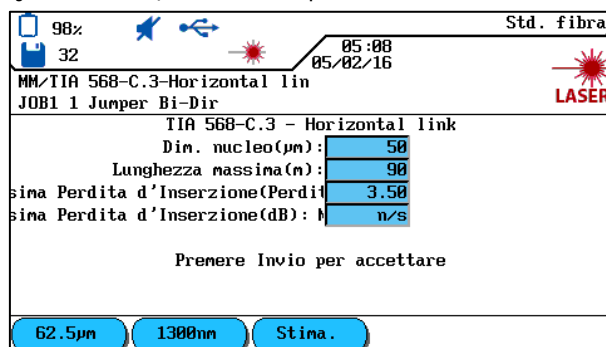 98% Std. fibra
32 05:08
05/02/16
MM/TIA 568-C.3-Horizontal lin
JOB1 1 Jumper Bi-Dir
LASER
TIA 568-C.3 - Horizontal link
Dim. nucleo(µm): 50
Lunghezza massima(m): 90
sima Perdita d'Inserzione(Perdit 3.50
sima Perdita d'Inserzione(dB): M n/s
Premere Invio per accettare
62.5µm 1300nm Stima.